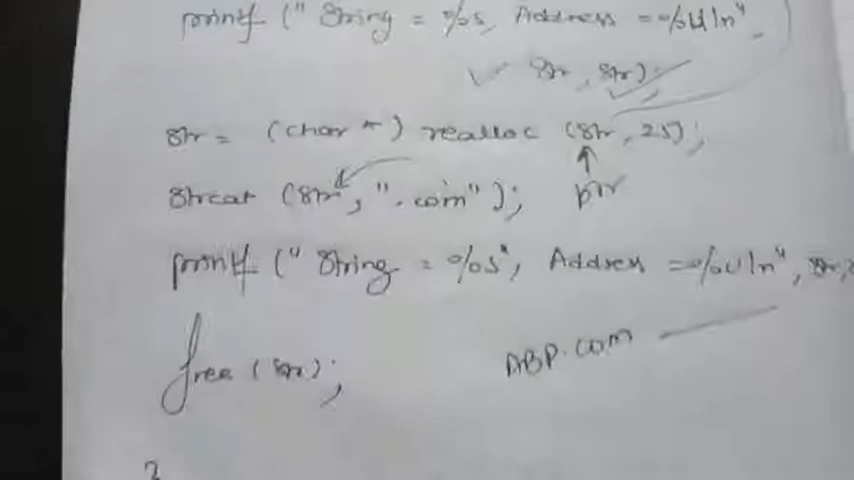 printf (" String = %s, Address = %u\n",
str, str);
str = (char *) realloc (str, 25);
strcat (str, ".com"); ptr
printf (" String = %s", Address = %u\n", str,
free (str); ABP.com
}